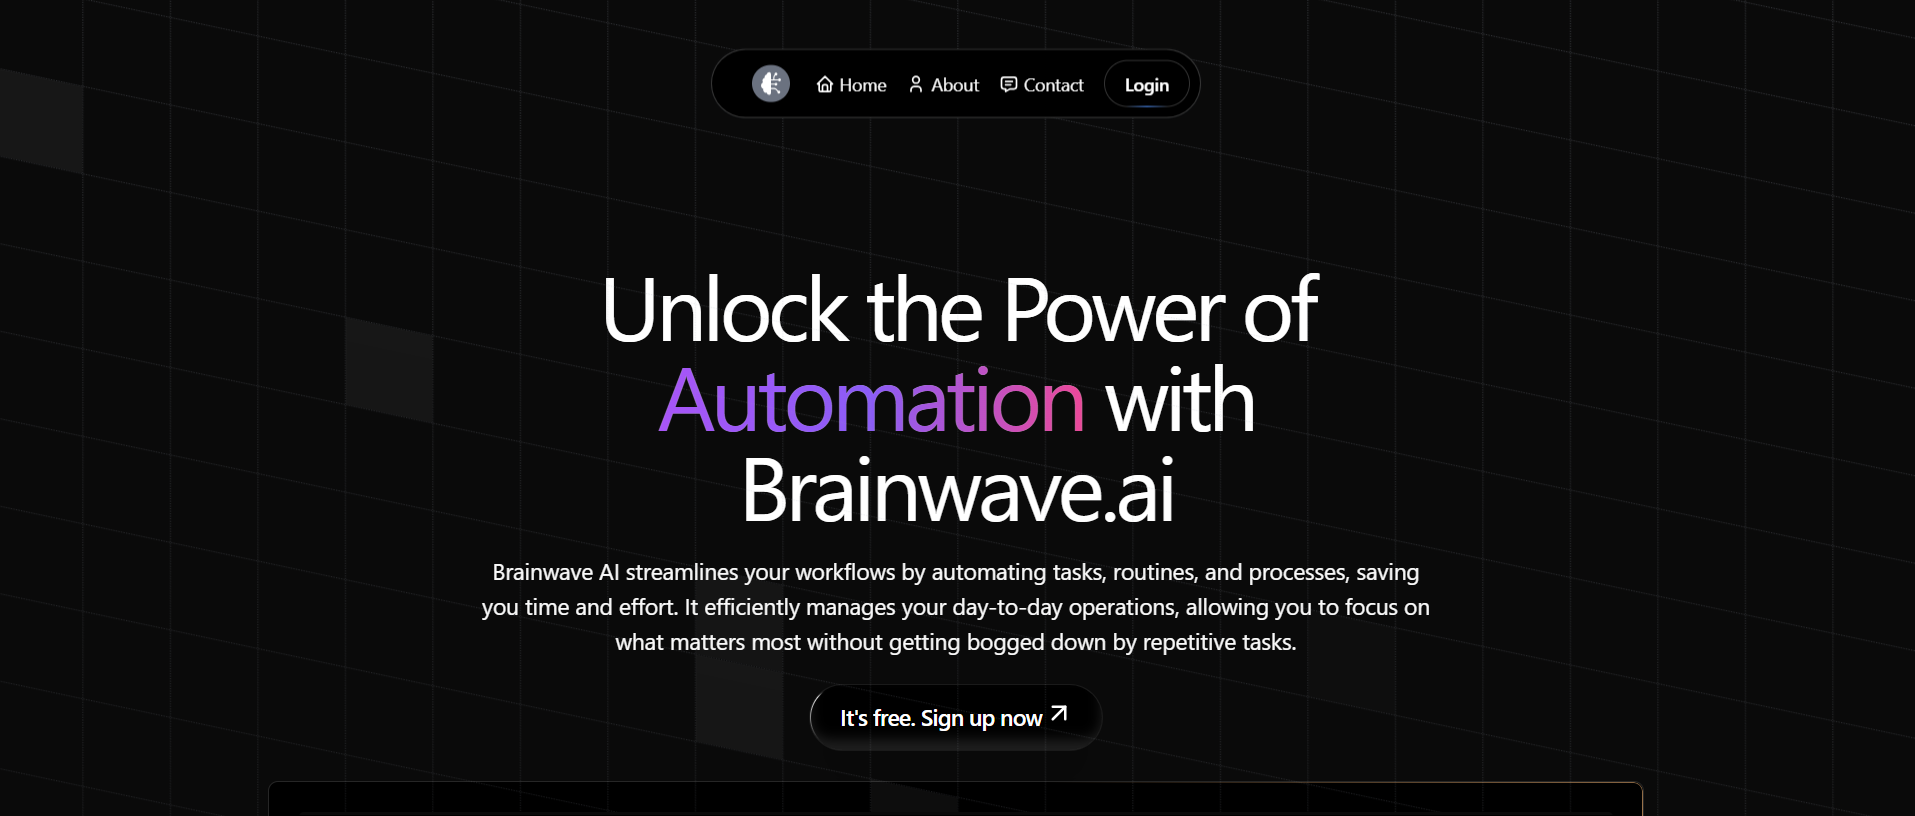 Home About Contact Login
Unlock the Power of
Automation with
Brainwave.ai
Brainwave AI streamlines your workflows by automating tasks, routines, and processes, saving
you time and effort. It efficiently manages your day-to-day operations, allowing you to focus on
what matters most without getting bogged down by repetitive tasks.
It's free. Sign up now